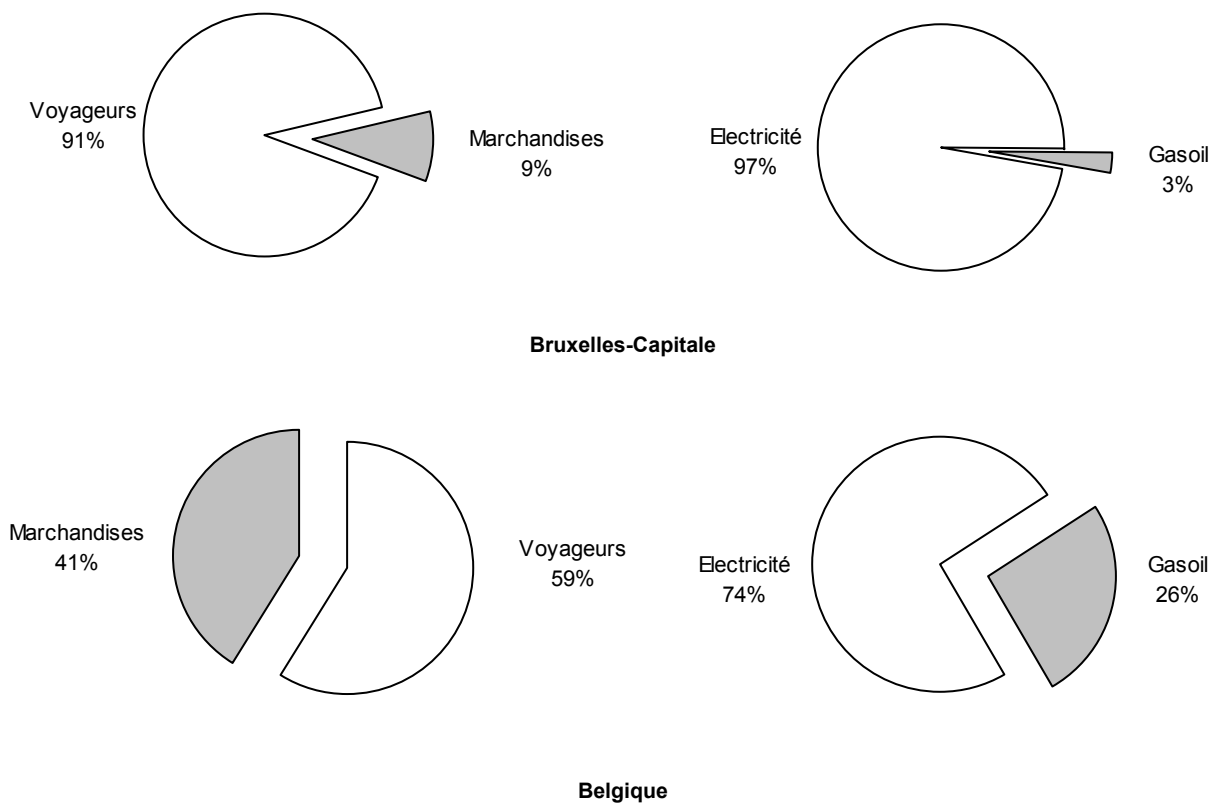 Voyageurs
91%
Marchandises
9%
Electricité
97%
Gasoil
3%
Bruxelles-Capitale
Marchandises
41%
Voyageurs
59%
Electricité
74%
Gasoil
26%
Belgique